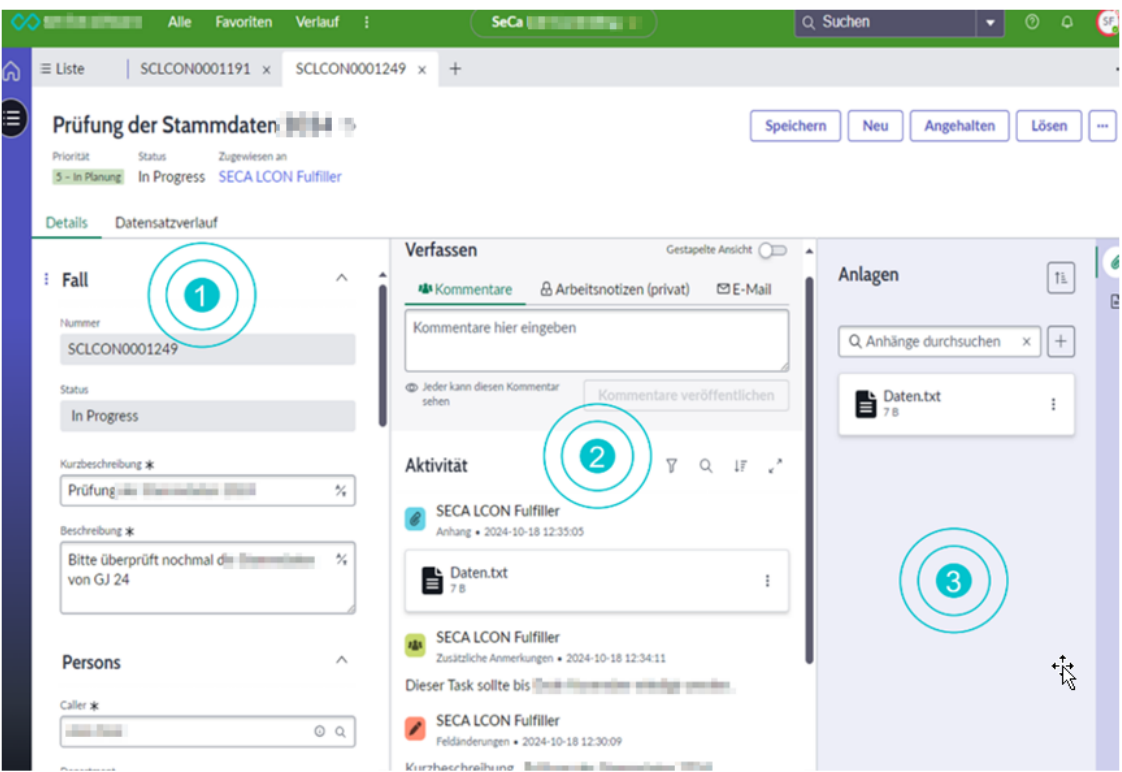 Alle Favoriten Verlauf
SeCa
Suchen
SF
Liste
SCLCON0001191
SCLCON0001249
Prüfung der Stammdaten
Speichern
Neu
Angehalten
Lösen
Priorität Status Zugewiesen an
5 - In Planung In Progress SECA LCON Fulfiller
Details Datensatzverlauf
Fall
1
Nummer
SCLCON0001249
Status
In Progress
Kurzbeschreibung *
Prüfung
Beschreibung *
Bitte überprüft nochmal
von GJ 24
Persons
Caller *
Department
Verfassen
Gestapelte Ansicht
Kommentare Arbeitsnotizen (privat) E-Mail
Kommentare hier eingeben
Jeder kann diesen Kommentar
sehen
Kommentare veröffentlichen
2
Aktivität
SECA LCON Fulfiller
Anhang • 2024-10-18 12:35:05
Daten.txt
7 B
SECA LCON Fulfiller
Zusätzliche Anmerkungen • 2024-10-18 12:34:11
Dieser Task sollte bis
SECA LCON Fulfiller
Feldänderungen • 2024-10-18 12:30:09
Kurzbeschreibung
Anlagen
Anhänge durchsuchen
Daten.txt
7 B
3